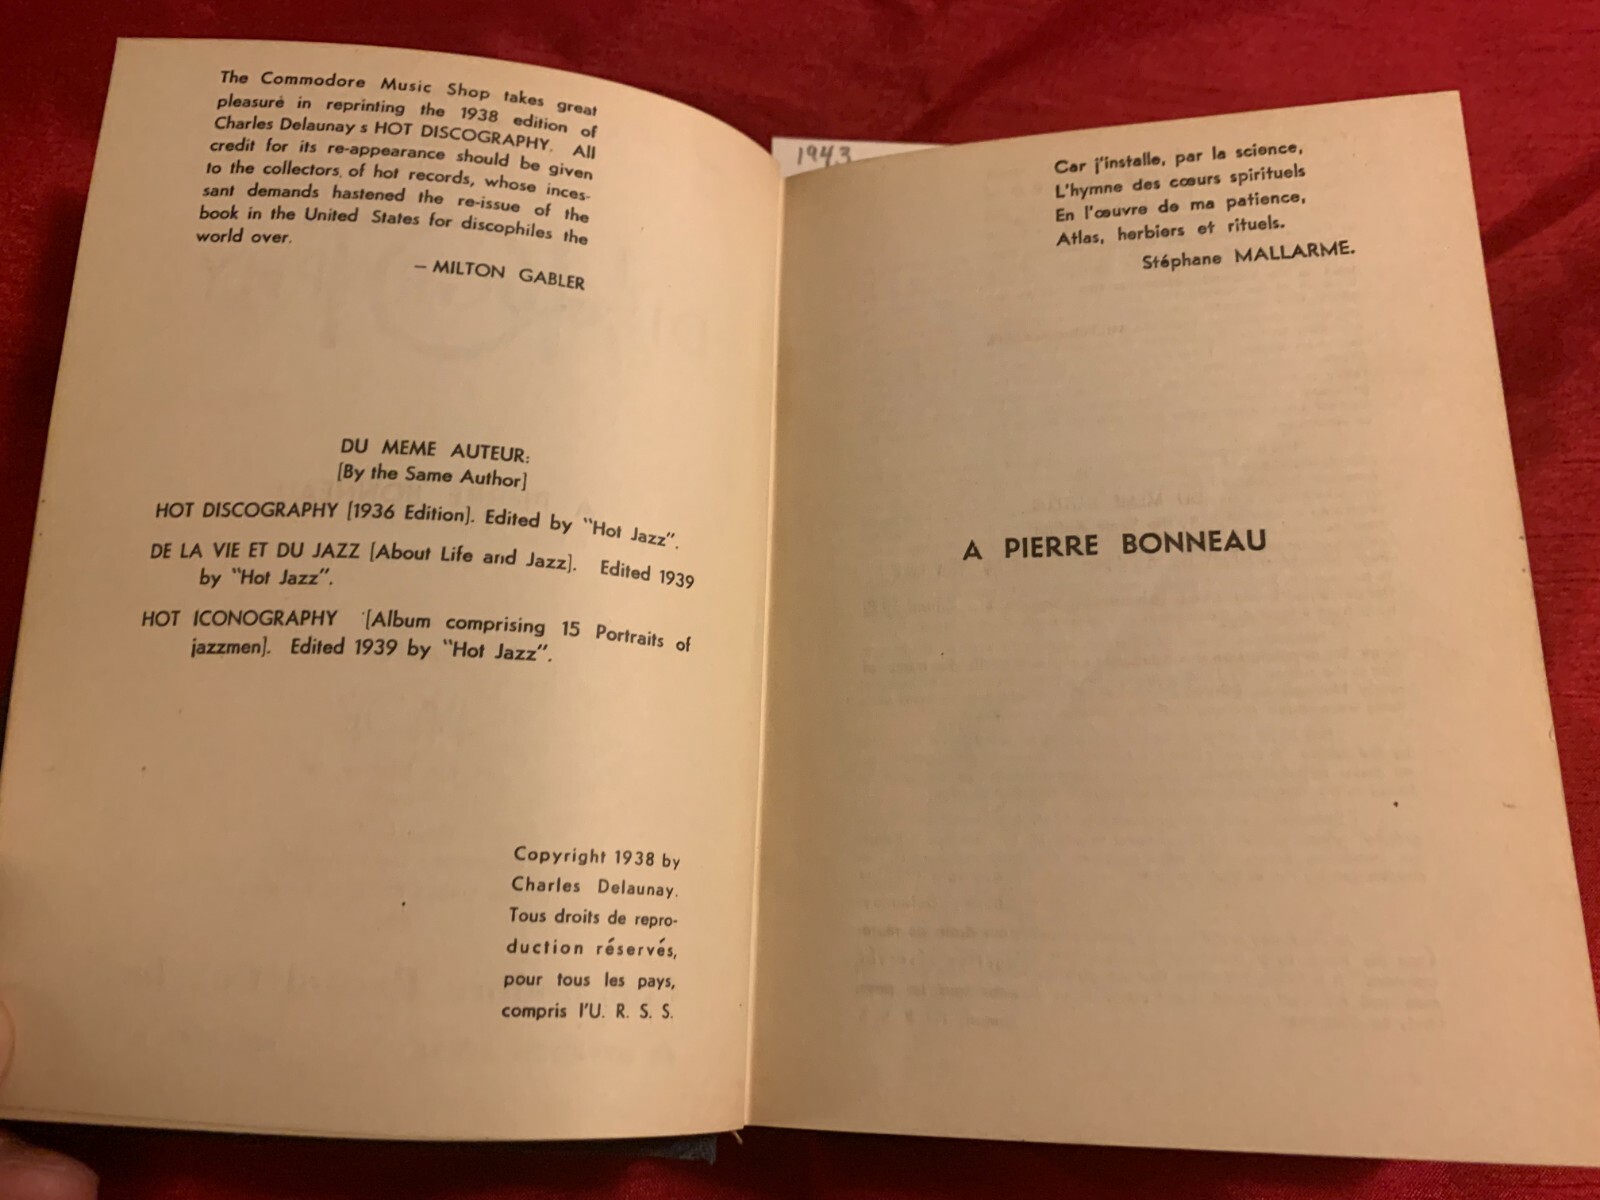 The Commodore Music Shop takes great
pleasure in reprinting the 1938 edition of
Charles Delaunay s HOT DISCOGRAPHY. All
credit for its re-appearance should be given
to the collectors, of hot records, whose inces-
sant demands hastened the re-issue of the
book in the United States for discophiles the
world over.
— MILTON GABLER
DU MEME AUTEUR:
[By the Same Author]
HOT DISCOGRAPHY [1936 Edition]. Edited by "Hot Jazz".
DE LA VIE ET DU JAZZ [About Life and Jazz]. Edited 1939
by "Hot Jazz".
HOT ICONOGRAPHY [Album comprising 15 Portraits of
jazzmen]. Edited 1939 by "Hot Jazz".
Copyright 1938 by
Charles Delaunay.
Tous droits de repro-
duction réservés,
pour tous les pays,
compris l'U. R. S. S.
1943
Car j'installe, par la science,
L'hymne des cœurs spirituels
En l'œuvre de ma patience,
Atlas, herbiers et rituels.
Stéphane MALLARME.
A PIERRE BONNEAU